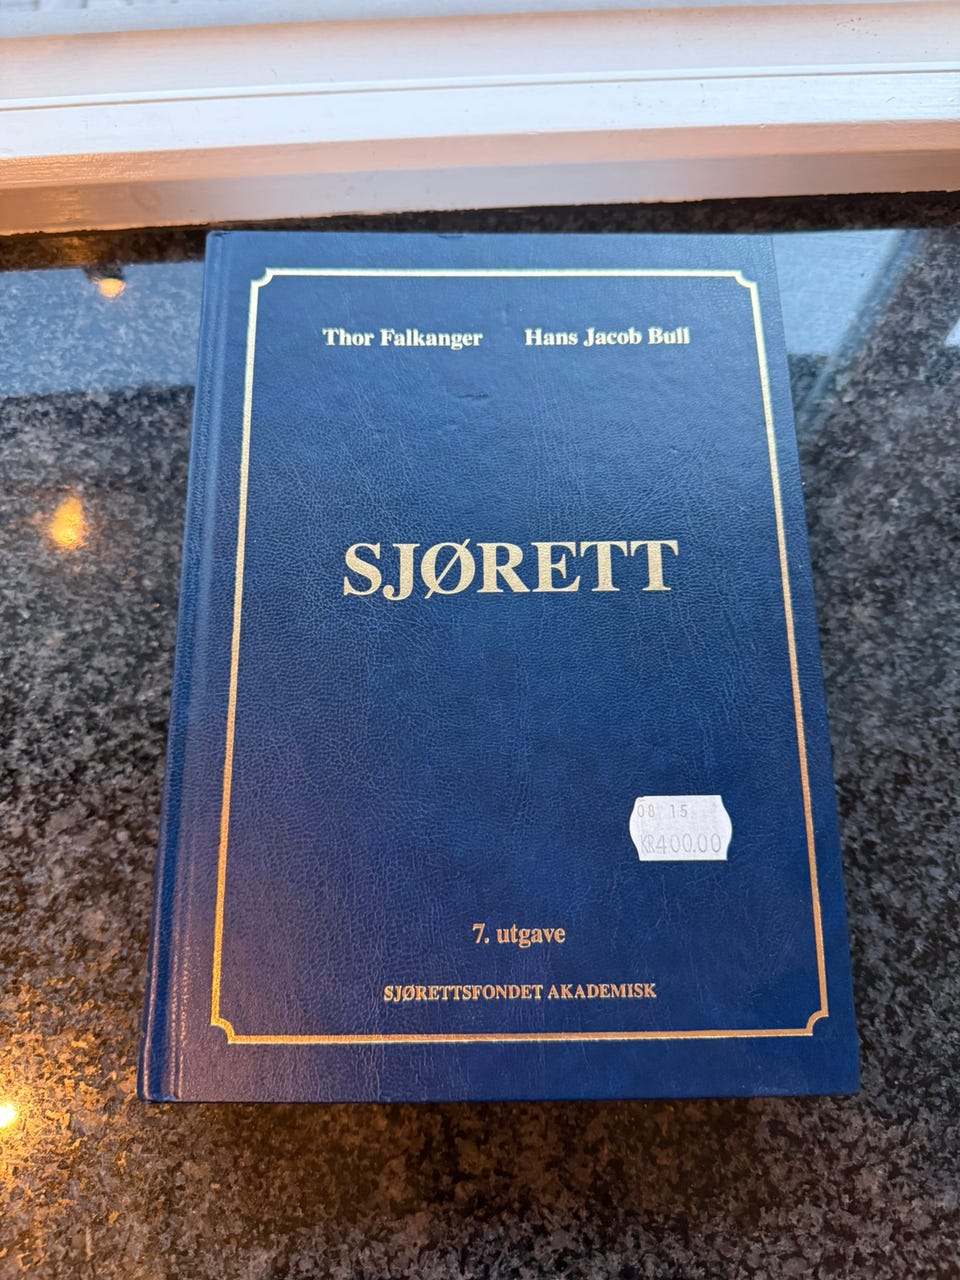 Thor Falkanger Hans Jacob Bull
SJØRETT
08 15
KR400.00
7. utgave
SJØRETTSFONDET AKADEMISK